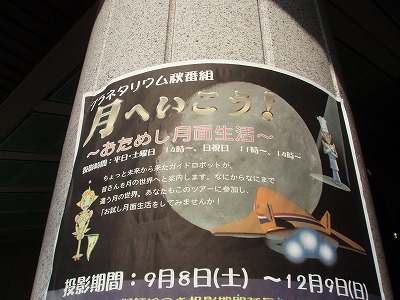 プラネタリウム秋番組
月へいこう!
～おためし月面生活～
投影時間:平日・土曜日 14時～、日祝日 11時～、14時～
ちょっと未来から来たガイドロボットが、
皆さんを月の世界へと案内します。なにからなにまで
違う月の世界。あなたもこのツアーに参加し、
「お試し月面生活をしてみませんか!
投影期間:9月8日(土) ～12月9日(日)